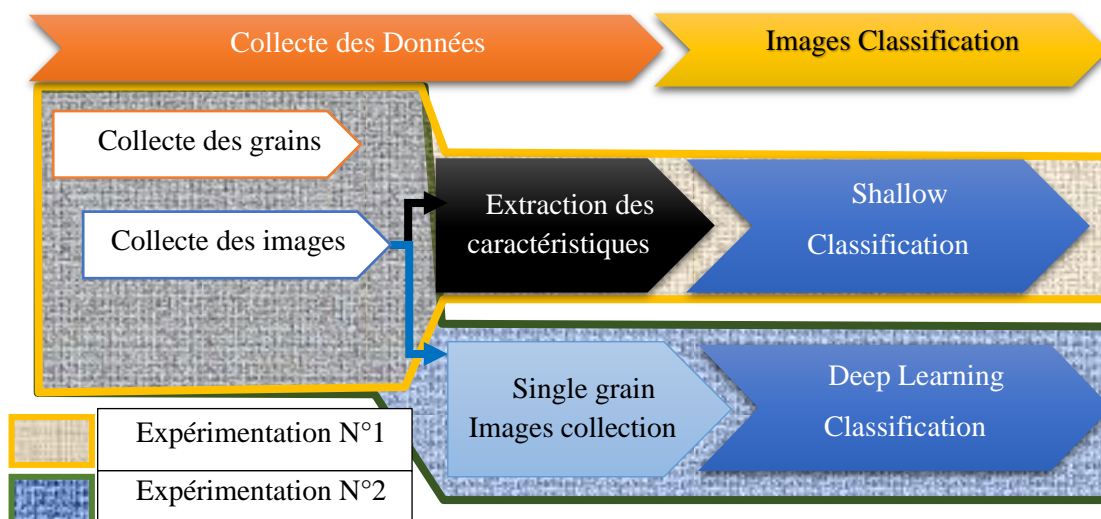 Collecte des Données
Images Classification
Collecte des grains
Collecte des images
Extraction des
caractéristiques
Shallow
Classification
Single grain
Images collection
Deep Learning
Classification
Expérimentation N°1
Expérimentation N°2